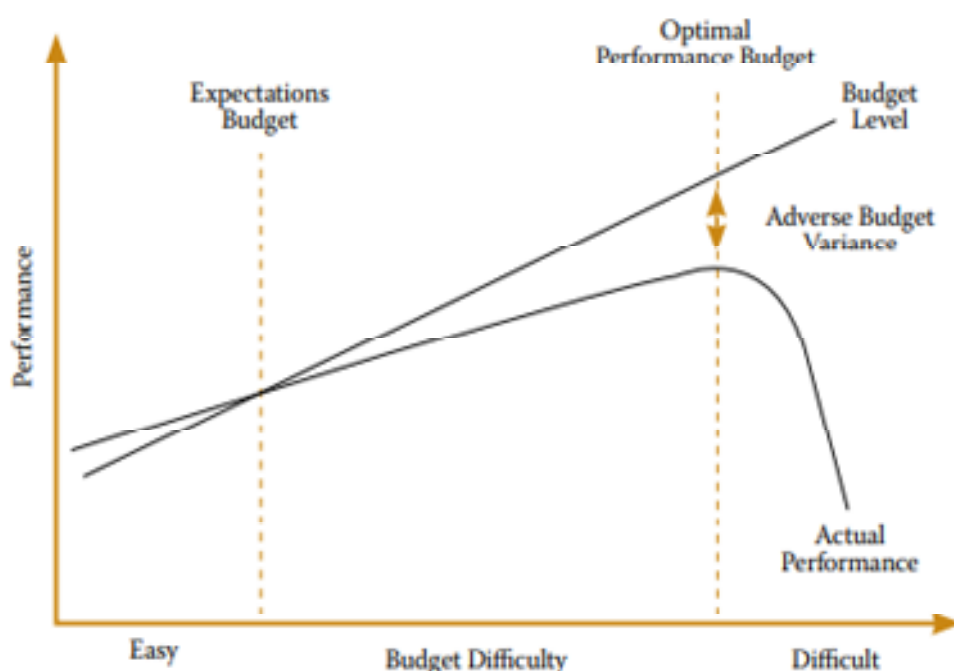 Optimal
Performance Budget
Expectations
Budget
Budget
Level
Adverse Budget
Variance
Performance
Actual
Performance
Easy
Budget Difficulty
Difficult